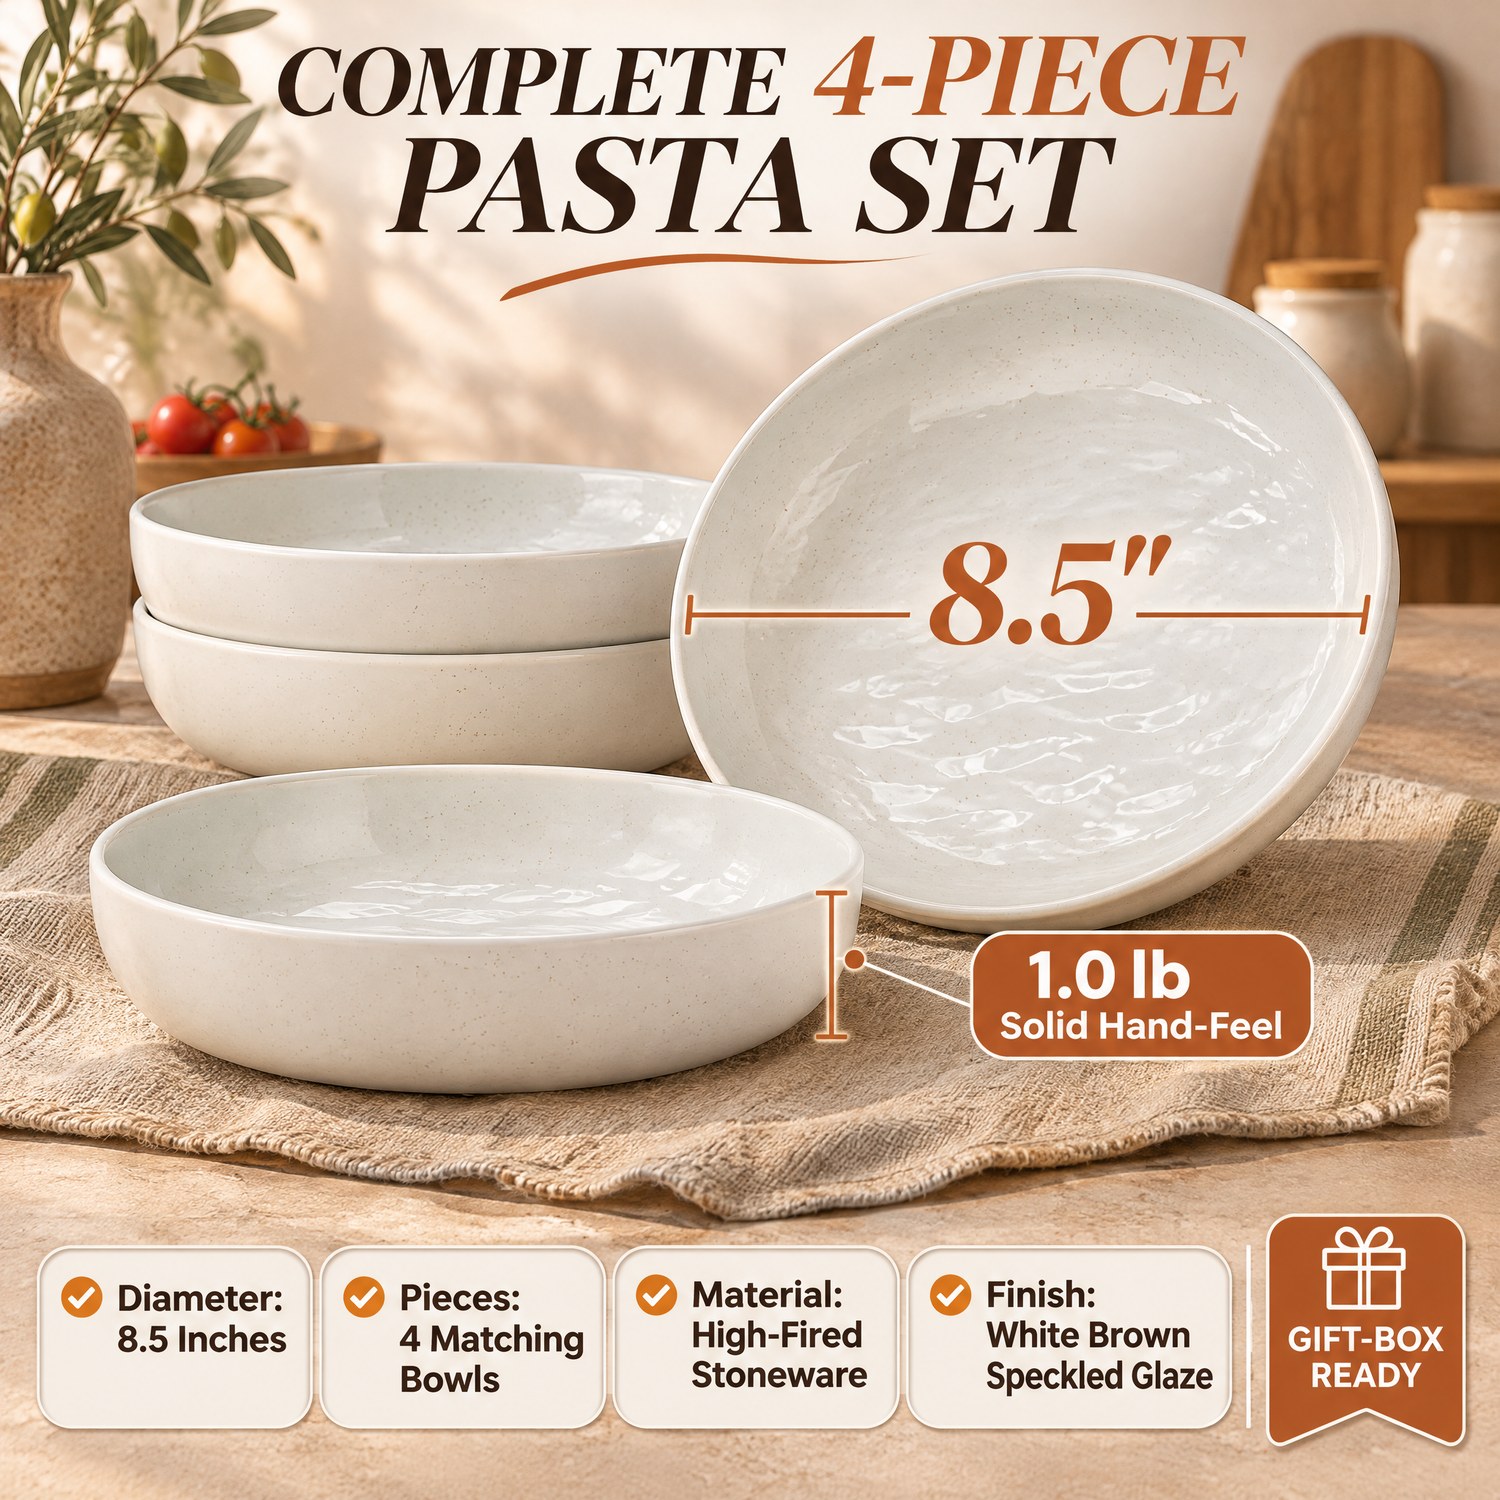 COMPLETE 4-PIECE
PASTA SET
8.5"
1.0 lb
Solid Hand-Feel
Diameter:
8.5 Inches
Pieces:
4 Matching
Bowls
Material:
High-Fired
Stoneware
Finish:
White Brown
Speckled Glaze
GIFT-BOX
READY